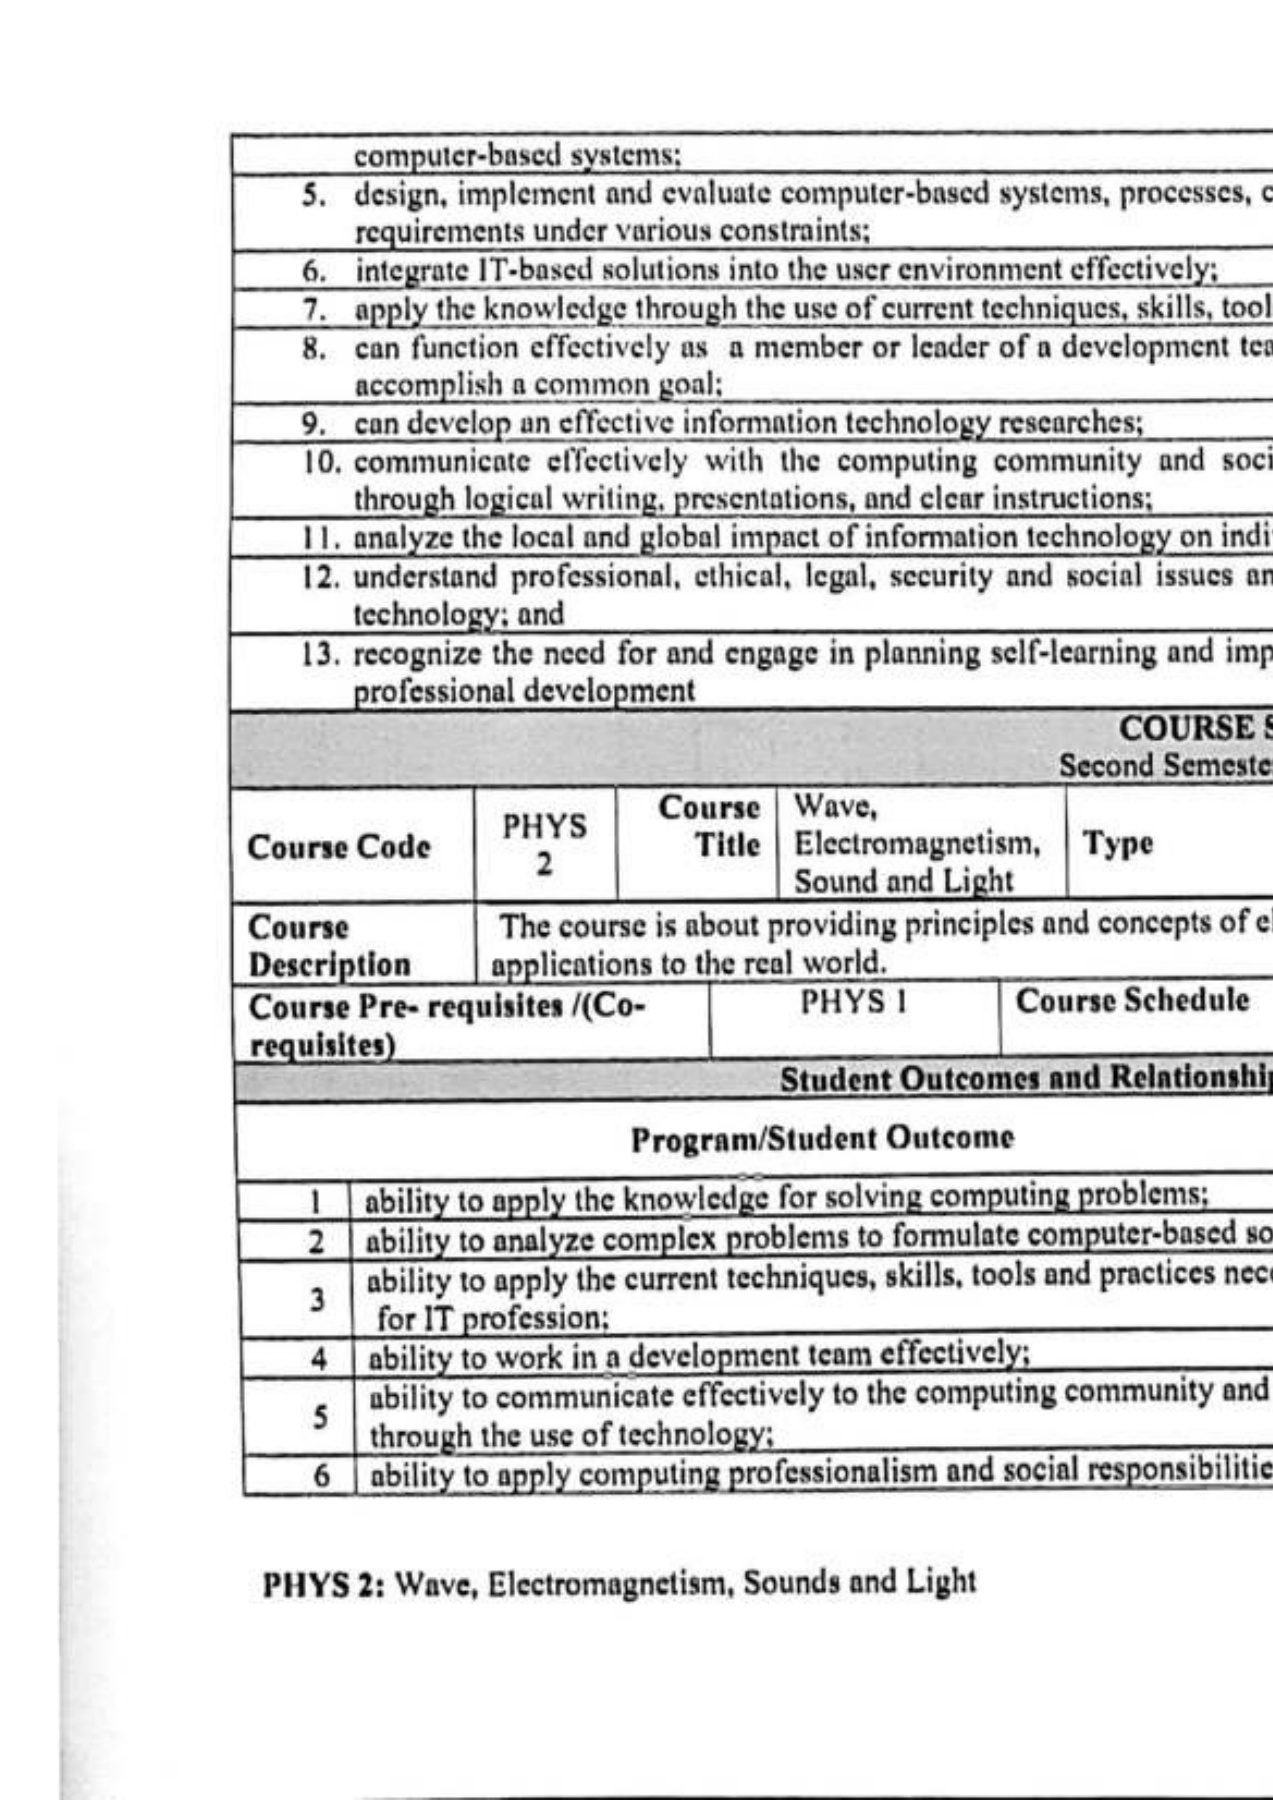 computer-based systems;
5. design, implement and evaluate computer-based systems, processes,
requirements under various constraints;
6. integrate IT-based solutions into the user environment effectively;
7. apply the knowledge through the use of current techniques, skills, tool
8. can function effectively as a member or leader of a development
accomplish a common goal;
9. can develop an effective information technology researches;
10. communicate effectively with the computing community and
through logical writing, presentations, and clear instructions;
11. analyze the local and global impact of information technology on
12. understand professional, ethical, legal, security and social issues
technology; and
13. recognize the need for and engage in planning self-learning and
professional development
COURSE
Second
Course Code
PHYS
2
Course
Title
Wave,
Electromagnetism,
Sound and Light
Type
Course
Description
The course is about providing principles and concepts of
applications to the real world.
Course Pre- requisites /(Co-
requisites)
PHYS 1
Course Schedule
Student Outcomes and
Program/Student Outcome
1 ability to apply the knowledge for solving computing problems;
2 ability to analyze complex problems to formulate computer-based
3 ability to apply the current techniques, skills, tools and practices
for IT profession;
4 ability to work in a development team effectively;
5 ability to communicate effectively to the computing community and
through the use of technology;
6 ability to apply computing professionalism and social
PHYS 2: Wave, Electromagnetism, Sounds and Light